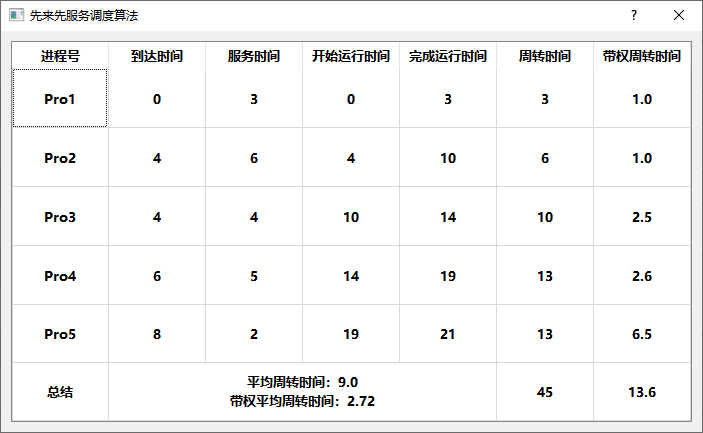 先来先服务调度算法 ?
进程号 到达时间 服务时间 开始运行时间 完成运行时间 周转时间 带权周转时间
Pro1 0 3 0 3 3 1.0
Pro2 4 6 4 10 6 1.0
Pro3 4 4 10 14 10 2.5
Pro4 6 5 14 19 13 2.6
Pro5 8 2 19 21 13 6.5
总结 平均周转时间：9.0 45 13.6
带权平均周转时间：2.72